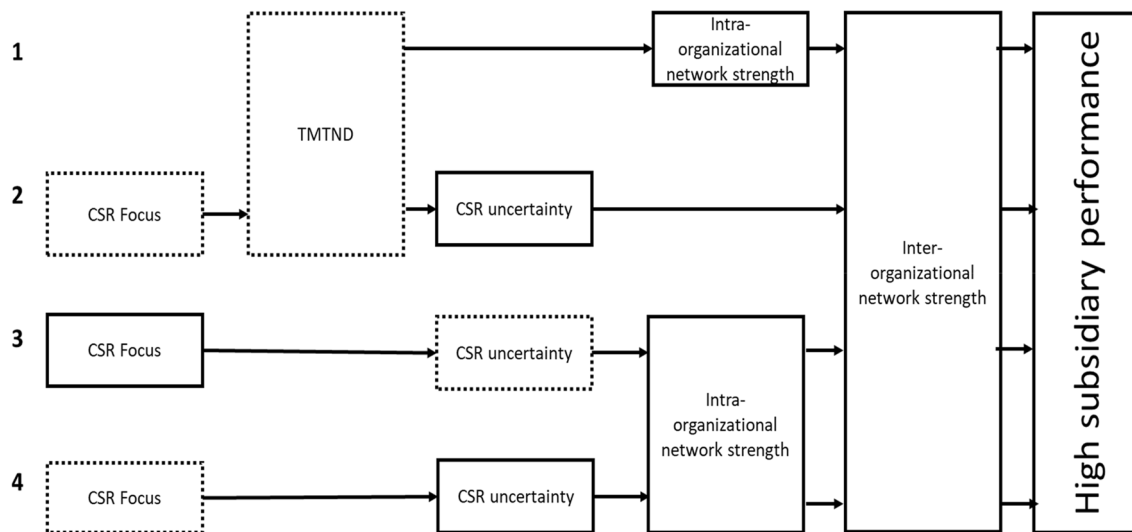 1
Intra-
organizational
network strength
TMTND
2
CSR Focus
CSR uncertainty
Inter-
organizational
network strength
High subsidiary performance
3
CSR Focus
CSR uncertainty
Intra-
organizational
network strength
4
CSR Focus
CSR uncertainty